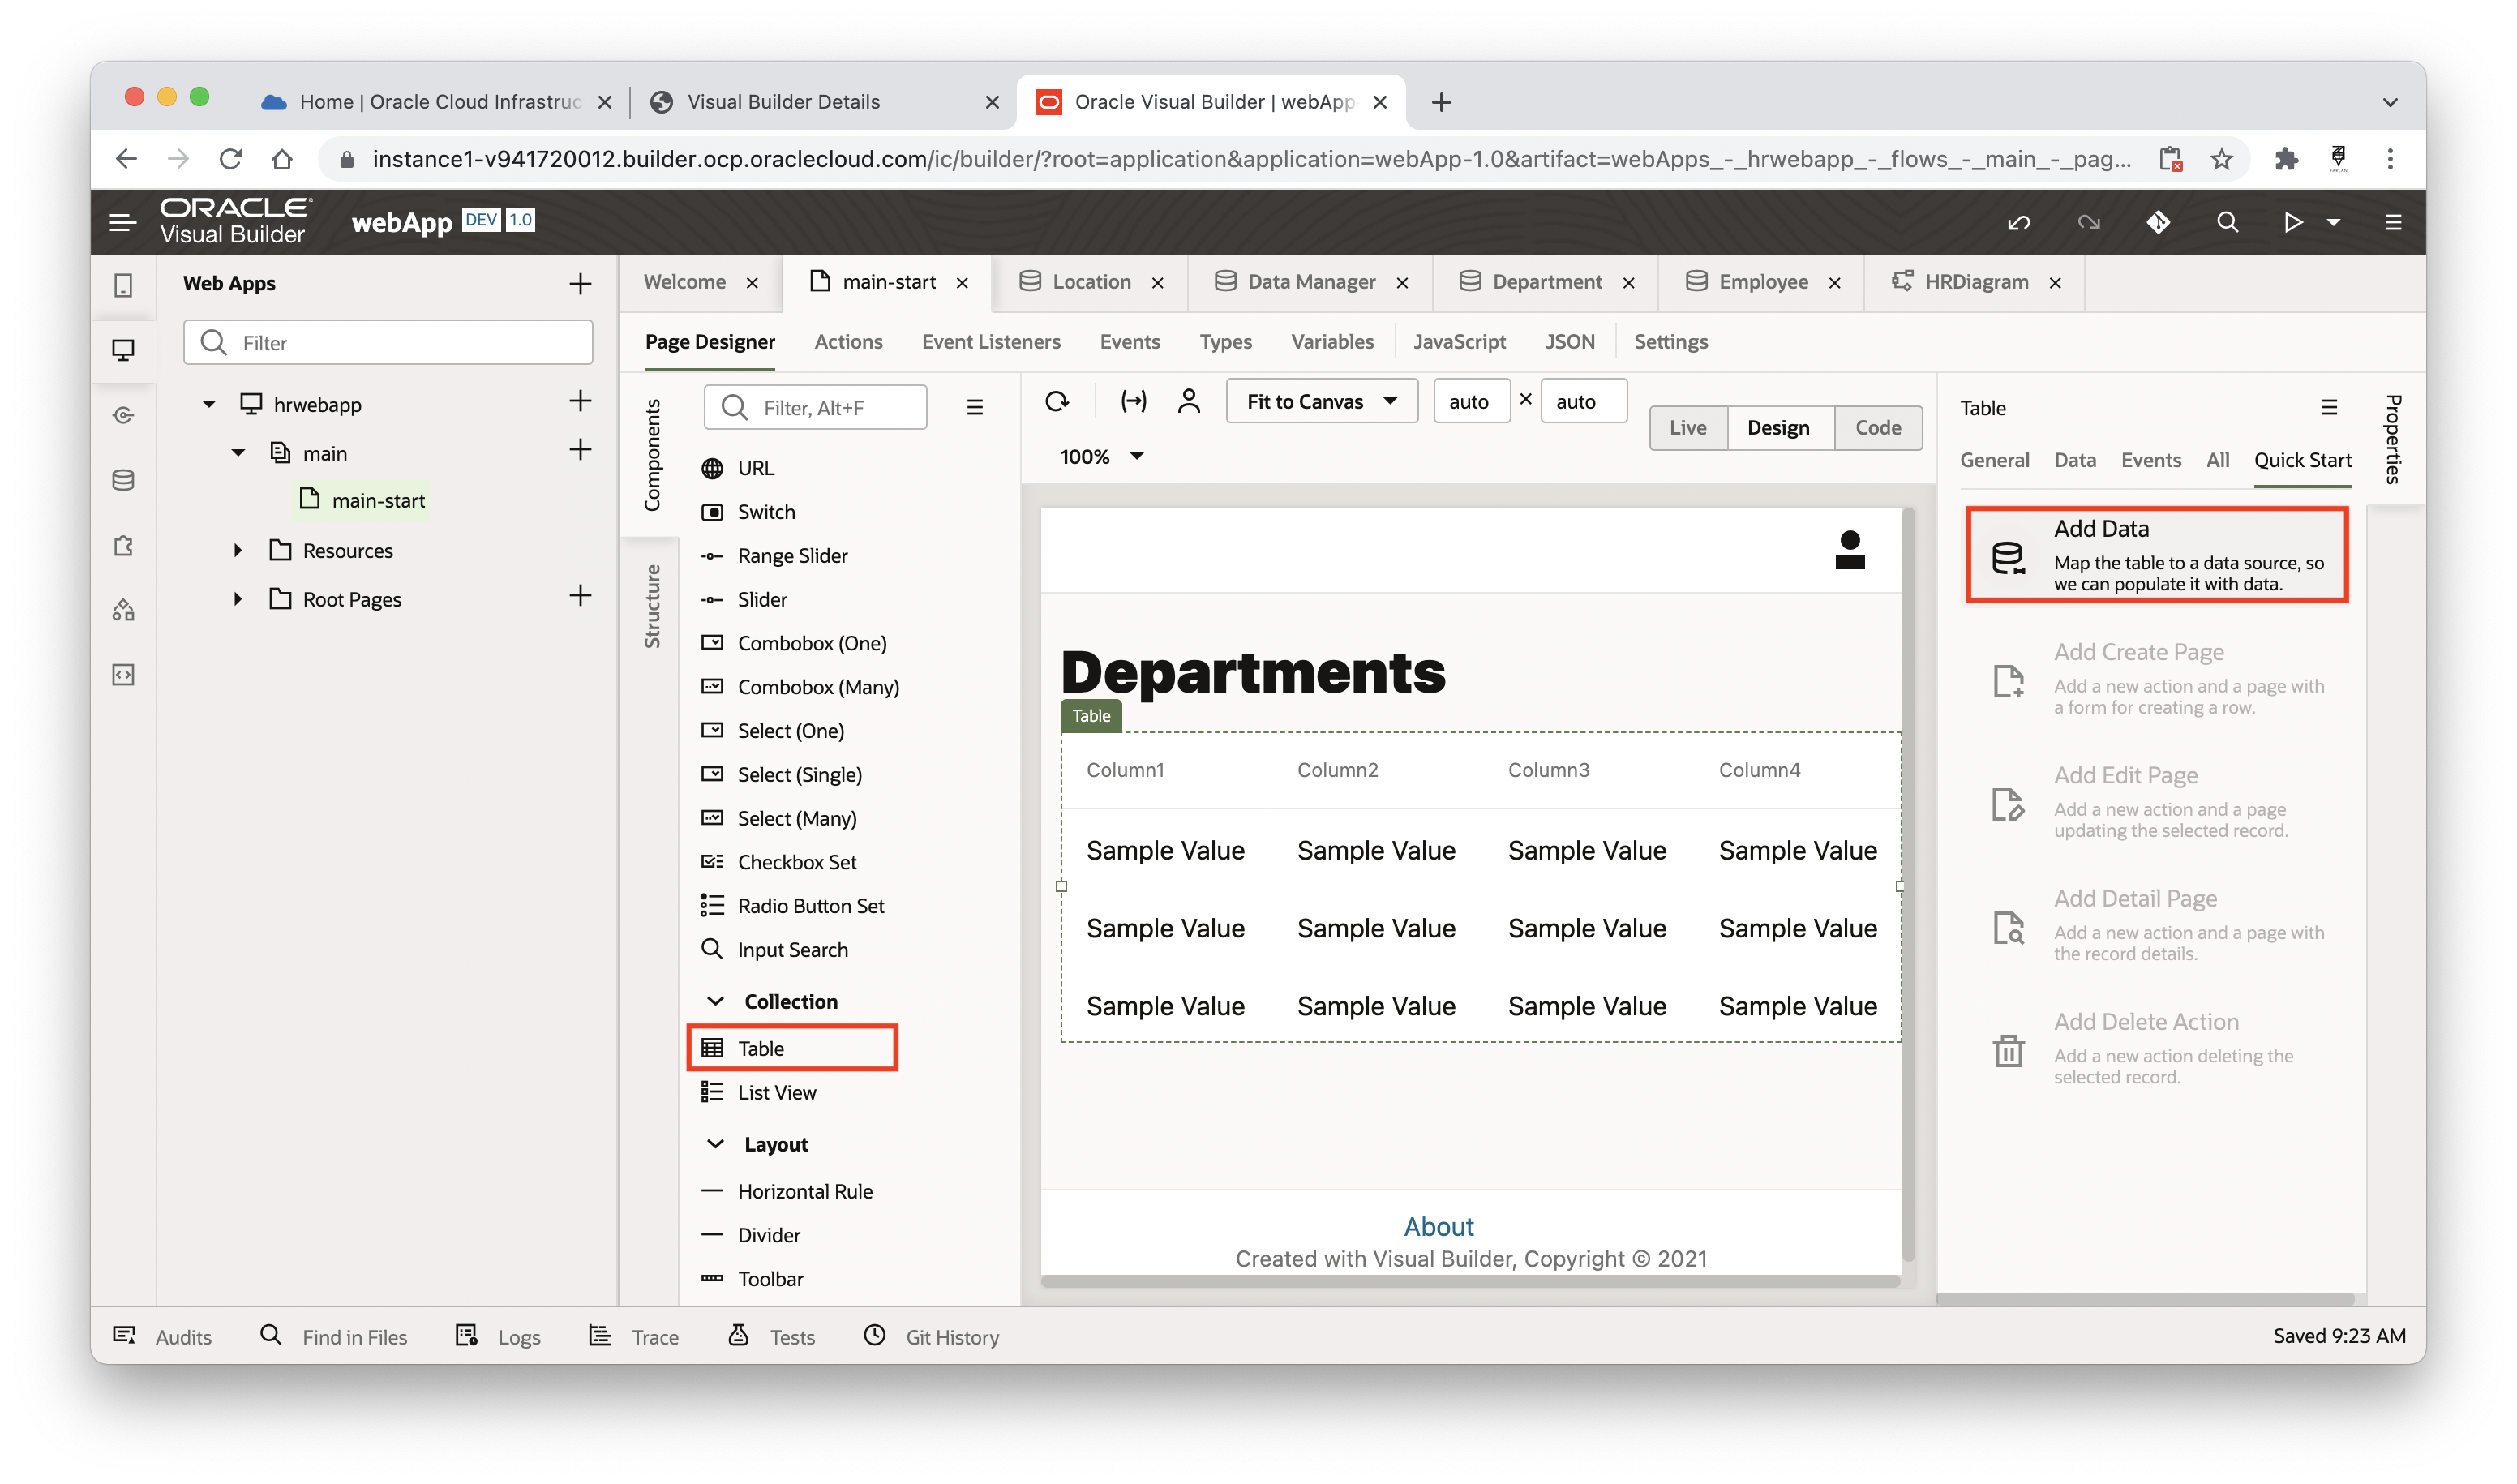 Home | Oracle Cloud Infrastruc
Visual Builder Details
Oracle Visual Builder | webApp
instance1-v941720012.builder.ocp.oraclecloud.com/ic/builder/?root=application&application=webApp-1.0&artifact=webApps_-_hrwebapp_-_flows_-_main_-_pag...
ORACLE
Visual Builder
webApp DEV 1.0
Web Apps
Filter
hrwebapp
main
main-start
Resources
Root Pages
Welcome
main-start
Location
Data Manager
Department
Employee
HRDiagram
Page Designer
Actions
Event Listeners
Events
Types
Variables
JavaScript
JSON
Settings
Components
Structure
Filter, Alt+F
URL
Switch
Range Slider
Slider
Combobox (One)
Combobox (Many)
Select (One)
Select (Single)
Select (Many)
Checkbox Set
Radio Button Set
Input Search
Collection
Table
List View
Layout
Horizontal Rule
Divider
Toolbar
Fit to Canvas
auto × auto
100%
Live
Design
Code
Departments
Table
Column1 Column2 Column3 Column4
Sample Value Sample Value Sample Value Sample Value
Sample Value Sample Value Sample Value Sample Value
Sample Value Sample Value Sample Value Sample Value
About
Created with Visual Builder, Copyright © 2021
Table
General
Data
Events
All
Quick Start
Properties
Add Data
Map the table to a data source, so
we can populate it with data.
Add Create Page
Add a new action and a page with
a form for creating a row.
Add Edit Page
Add a new action and a page
updating the selected record.
Add Detail Page
Add a new action and a page with
the record details.
Add Delete Action
Add a new action deleting the
selected record.
Audits
Find in Files
Logs
Trace
Tests
Git History
Saved 9:23 AM